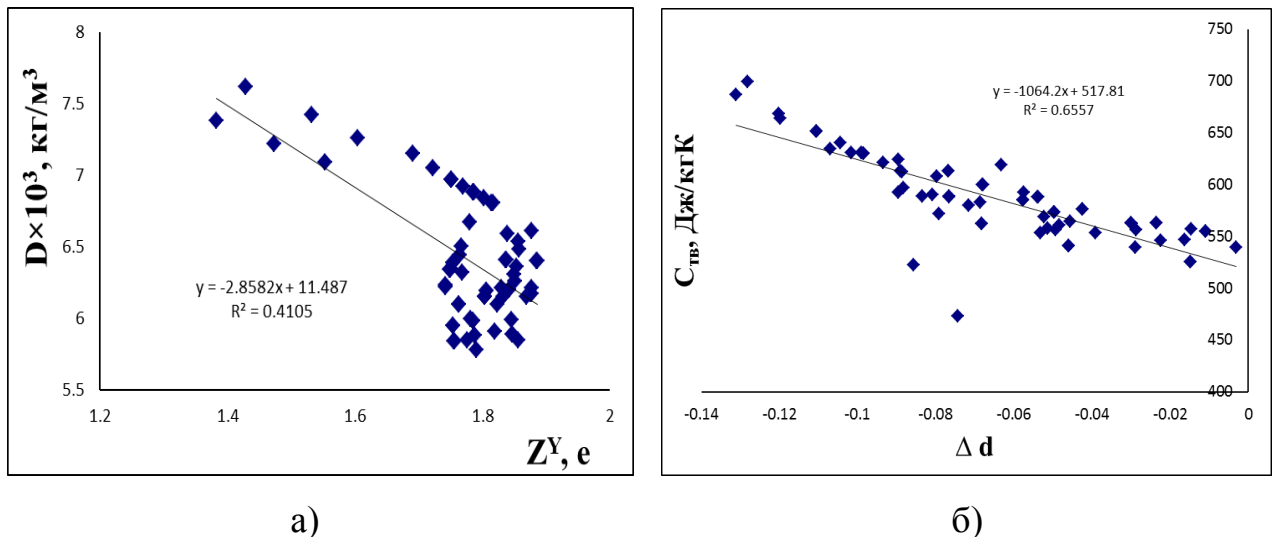 8
7.5
7
6.5
6
5.5
1.2 1.4 1.6 1.8 2
D×10³, кг/м³
y = -2.8582x + 11.487
R² = 0.4105
Zʸ, e
а)
750
700
650
600
550
500
450
400
-0.14 -0.12 -0.1 -0.08 -0.06 -0.04 -0.02 0
Cтв, Дж/кгК
y = -1064.2x + 517.81
R² = 0.6557
Δ d
б)